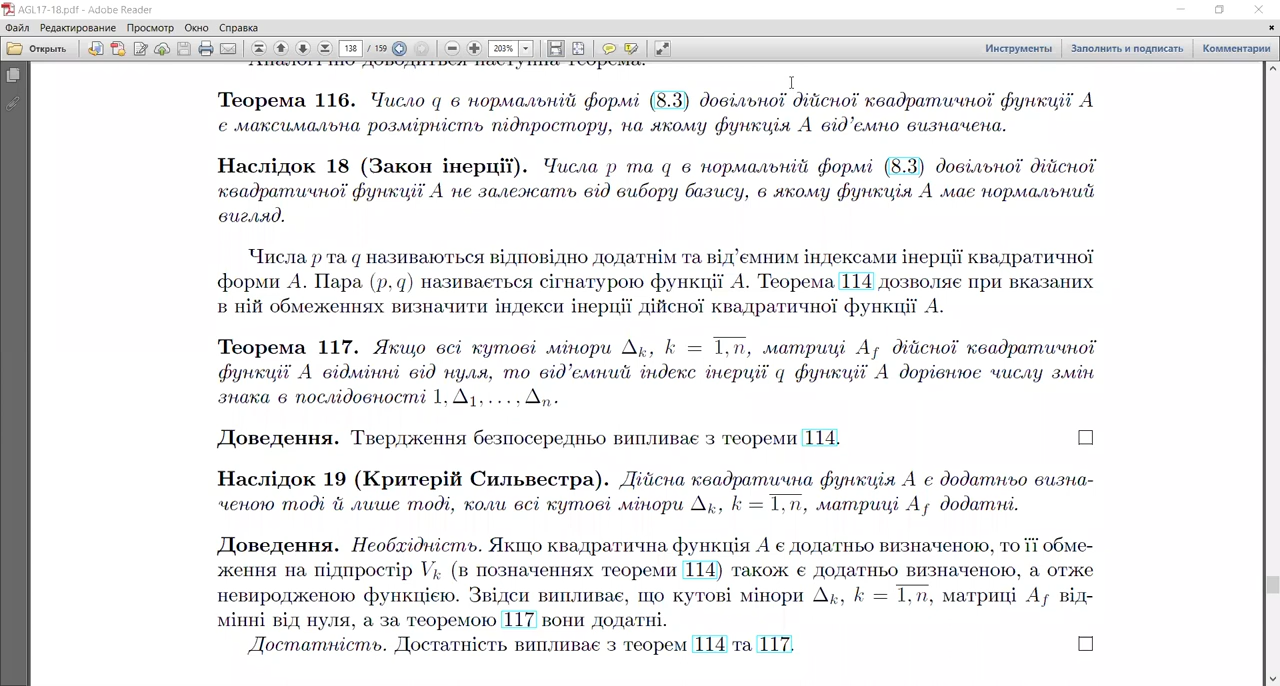 AGL17-18.pdf - Adobe Reader
Файл Редактирование Просмотр Окно Справка
Открыть 138 / 159 203% Инструменты Заполнить и подписать Комментарии
доводиться наступна теорема.
Теорема 116. Число q в нормальній формі (8.3) довільної дійсної квадратичної функції A
є максимальна розмірність підпростору, на якому функція A від'ємно визначена.
Наслідок 18 (Закон інерції). Числа p та q в нормальній формі (8.3) довільної дійсної
квадратичної функції A не залежать від вибору базису, в якому функція A має нормальний
вигляд.
Числа p та q називаються відповідно додатнім та від'ємним індексами інерції квадратичної
форми A. Пара (p, q) називається сігнатурою функції A. Теорема 114 дозволяє при вказаних
в ній обмеженнях визначити індекси інерції дійсної квадратичної функції A.
Теорема 117. Якщо всі кутові мінори Δₖ, k = 1, n, матриці A_f дійсної квадратичної
функції A відмінні від нуля, то від'ємний індекс інерції q функції A дорівнює числу змін
знака в послідовності 1, Δ₁, . . . , Δₙ.
Доведення. Твердження безпосередньо випливає з теореми 114. □
Наслідок 19 (Критерій Сильвестра). Дійсна квадратична функція A є додатньо визна-
ченою тоді й лише тоді, коли всі кутові мінори Δₖ, k = 1, n, матриці A_f додатні.
Доведення. Необхідність. Якщо квадратична функція A є додатньо визначеною, то її обме-
ження на підпростір Vₖ (в позначеннях теореми 114) також є додатньо визначеною, а отже
невиродженою функцією. Звідси випливає, що кутові мінори Δₖ, k = 1, n, матриці A_f від-
мінні від нуля, а за теоремою 117 вони додатні.
Достатність. Достатність випливає з теорем 114 та 117. □